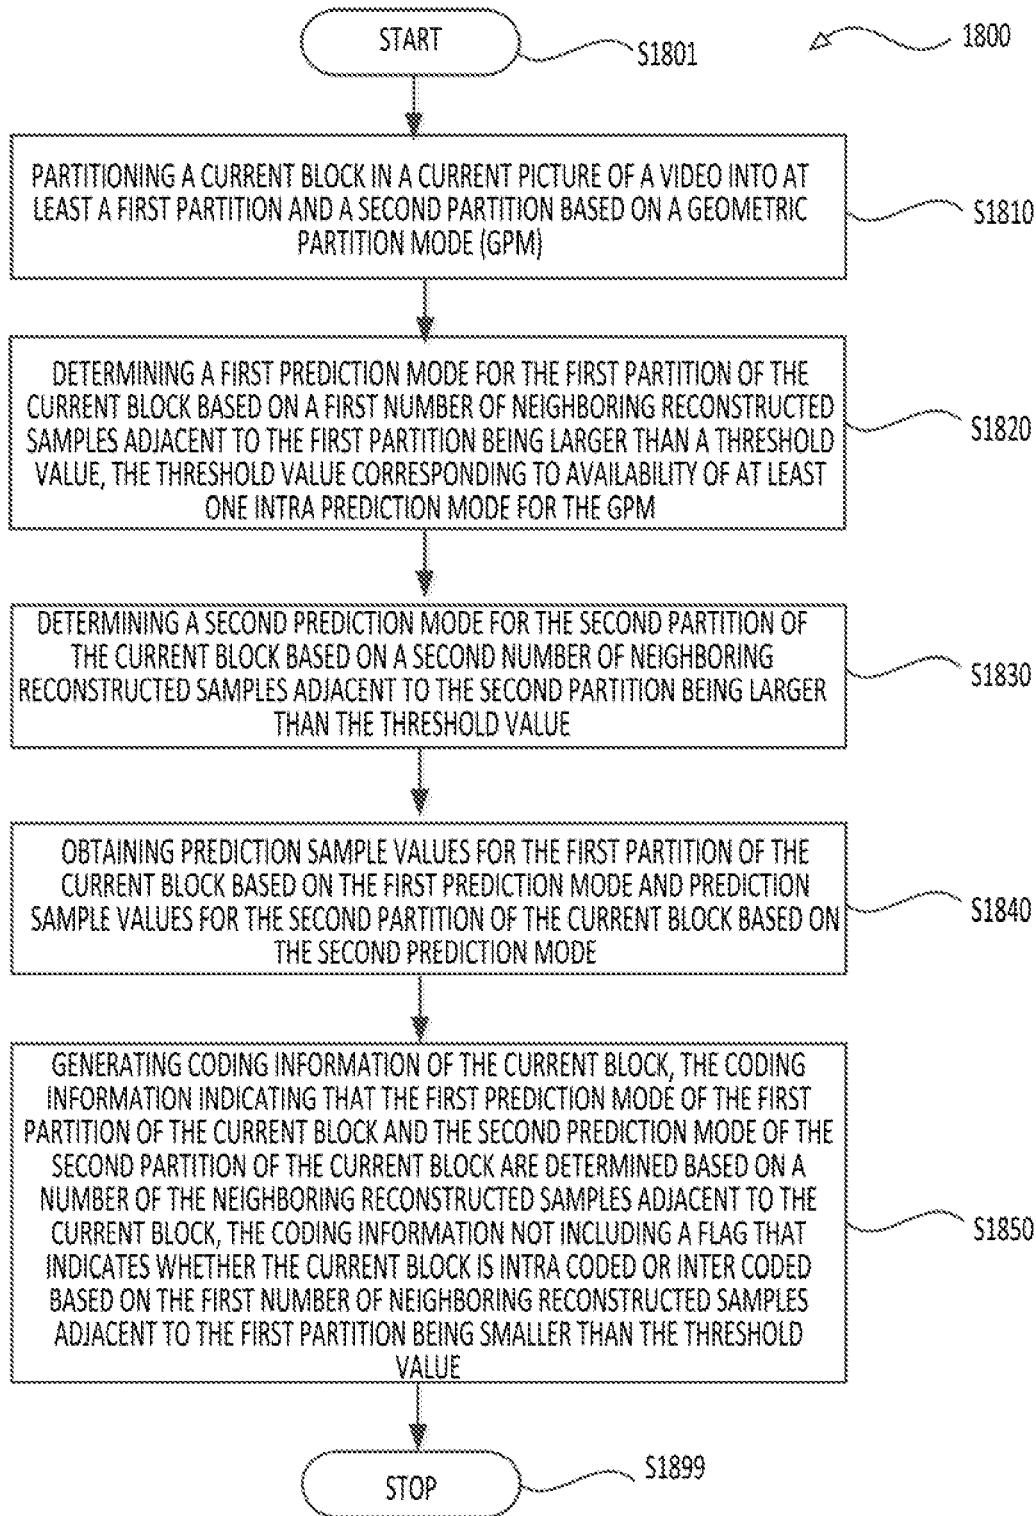 START
S1801
1800
PARTITIONING A CURRENT BLOCK IN A CURRENT PICTURE OF A VIDEO INTO AT
LEAST A FIRST PARTITION AND A SECOND PARTITION BASED ON A GEOMETRIC
PARTITION MODE (GPM)
S1810
DETERMINING A FIRST PREDICTION MODE FOR THE FIRST PARTITION OF THE
CURRENT BLOCK BASED ON A FIRST NUMBER OF NEIGHBORING RECONSTRUCTED
SAMPLES ADJACENT TO THE FIRST PARTITION BEING LARGER THAN A THRESHOLD
VALUE, THE THRESHOLD VALUE CORRESPONDING TO AVAILABILITY OF AT LEAST
ONE INTRA PREDICTION MODE FOR THE GPM
S1820
DETERMINING A SECOND PREDICTION MODE FOR THE SECOND PARTITION OF
THE CURRENT BLOCK BASED ON A SECOND NUMBER OF NEIGHBORING
RECONSTRUCTED SAMPLES ADJACENT TO THE SECOND PARTITION BEING LARGER
THAN THE THRESHOLD VALUE
S1830
OBTAINING PREDICTION SAMPLE VALUES FOR THE FIRST PARTITION OF THE
CURRENT BLOCK BASED ON THE FIRST PREDICTION MODE AND PREDICTION
SAMPLE VALUES FOR THE SECOND PARTITION OF THE CURRENT BLOCK BASED ON
THE SECOND PREDICTION MODE
S1840
GENERATING CODING INFORMATION OF THE CURRENT BLOCK, THE CODING
INFORMATION INDICATING THAT THE FIRST PREDICTION MODE OF THE FIRST
PARTITION OF THE CURRENT BLOCK AND THE SECOND PREDICTION MODE OF THE
SECOND PARTITION OF THE CURRENT BLOCK ARE DETERMINED BASED ON A
NUMBER OF THE NEIGHBORING RECONSTRUCTED SAMPLES ADJACENT TO THE
CURRENT BLOCK, THE CODING INFORMATION NOT INCLUDING A FLAG THAT
INDICATES WHETHER THE CURRENT BLOCK IS INTRA CODED OR INTER CODED
BASED ON THE FIRST NUMBER OF NEIGHBORING RECONSTRUCTED SAMPLES
ADJACENT TO THE FIRST PARTITION BEING SMALLER THAN THE THRESHOLD
VALUE
S1850
STOP
S1899